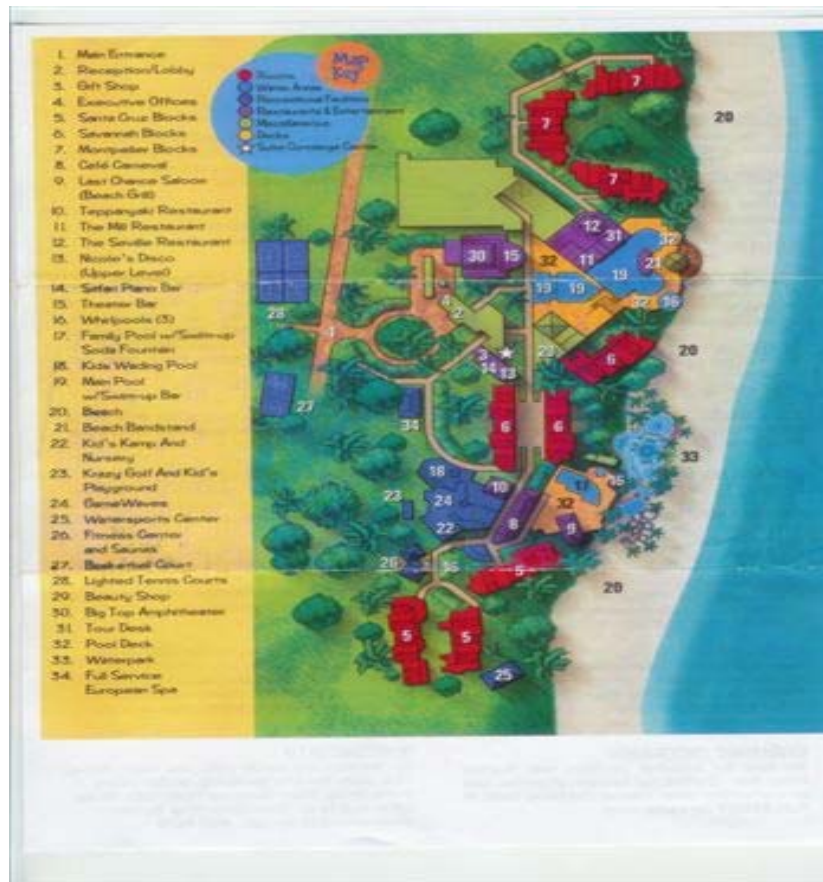 1. Main Entrance
2. Reception/Lobby
3. Gift Shop
4. Executive Offices
5. Santa Cruz Blocks
6. Savannah Blocks
7. Montpelier Blocks
8. Café Carnaval
9. Last Chance Saloon
(Beach Grill)
10. Teppanyaki Restaurant
11. The Mill Restaurant
12. The Seville Restaurant
13. Nicole's Disco
(Upper Level)
14. Safari Piano Bar
15. Theater Bar
16. Whirlpools (3)
17. Family Pool w/Swim-up
Soda Fountain
18. Kids Wading Pool
19. Main Pool
w/Swim-up Bar
20. Beach
21. Beach Bandstand
22. Kid's Kamp And
Nursery
23. Krazy Golf And Kid's
Playground
24. GameWaves
25. Watersports Center
26. Fitness Center
and Saunas
27. Basketball Court
28. Lighted Tennis Courts
29. Beauty Shop
30. Big Top Amphitheater
31. Tour Desk
32. Pool Deck
33. Waterpark
34. Full Service
European Spa
Map
Key
Rooms
Water Areas
Recreational Facilities
Restaurants & Entertainment
Miscellaneous
Decks
Suite Concierge Center
7
20
7
7
12
31
32
30
15
32
11
21
19
19
19
4
2
32
16
28
1
3
14
13
29
6
20
27
34
6
6
33
18
10
17
16
23
24
32
22
8
9
26
5
20
5
5
25